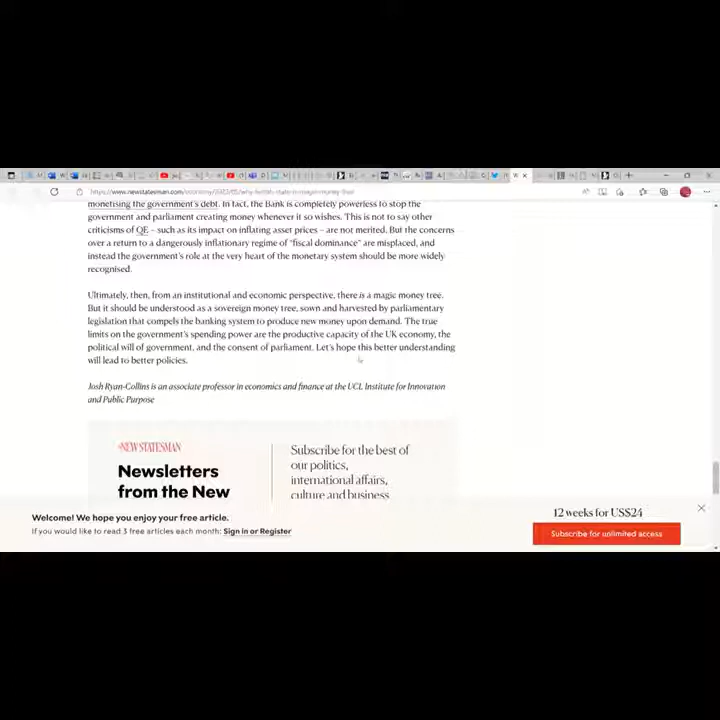 monetising the government's debt. In fact, the Bank is completely powerless to stop the
government and parliament creating money whenever it so wishes. This is not to say other
criticisms of QE – such as its impact on inflating asset prices – are not merited. But the concerns
over a return to a dangerously inflationary regime of "fiscal dominance" are misplaced, and
instead the government's role at the very heart of the monetary system should be more widely
recognised.
Ultimately, then, from an institutional and economic perspective, there is a magic money tree.
But it should be understood as a sovereign money tree, sown and harvested by parliamentary
legislation that compels the banking system to produce new money upon demand. The true
limits on the government's spending power are the productive capacity of the UK economy, the
political will of government, and the consent of parliament. Let's hope this better understanding
will lead to better policies.
Josh Ryan-Collins is an associate professor in economics and finance at the UCL Institute for Innovation
and Public Purpose
NEW STATESMAN
Newsletters
from the New
Subscribe for the best of
our politics,
international affairs,
culture and business
Welcome! We hope you enjoy your free article.
If you would like to read 3 free articles each month: Sign in or Register
12 weeks for US$24
Subscribe for unlimited access